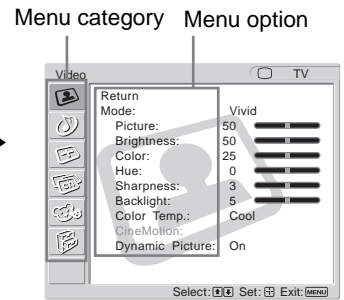 Menu category Menu option
Video TV
Return
Mode: Vivid
Picture: 50
Brightness: 50
Color: 25
Hue: 0
Sharpness: 3
Backlight: 5
Color Temp.: Cool
CineMotion:
Dynamic Picture: On
Select: Set: Exit: MENU